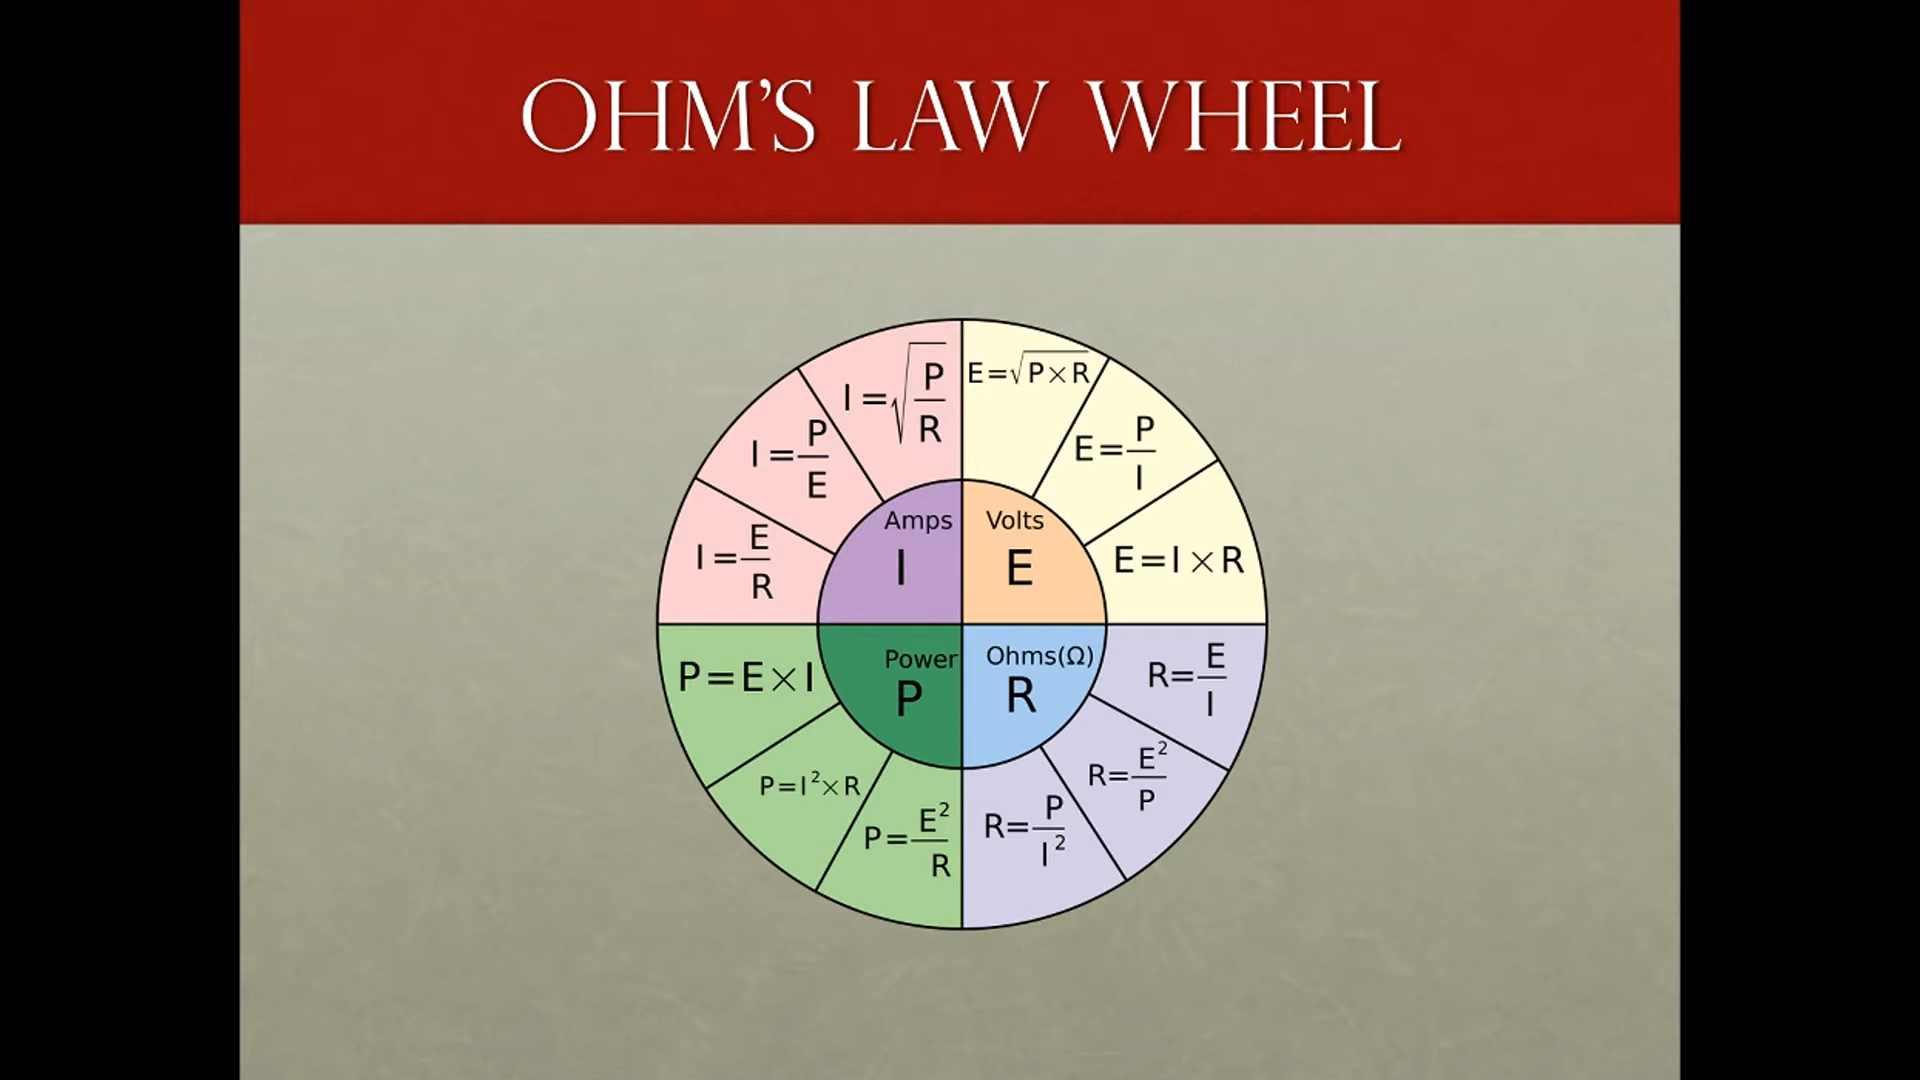 OHM'S LAW WHEEL
I=√(P/R)
E=√(P×R)
I=P/E
E=P/I
I=E/R
E=I×R
Amps
I
Volts
E
Power
P
Ohms(Ω)
R
P=E×I
R=E/I
P=I²×R
R=E²/P
P=E²/R
R=P/I²